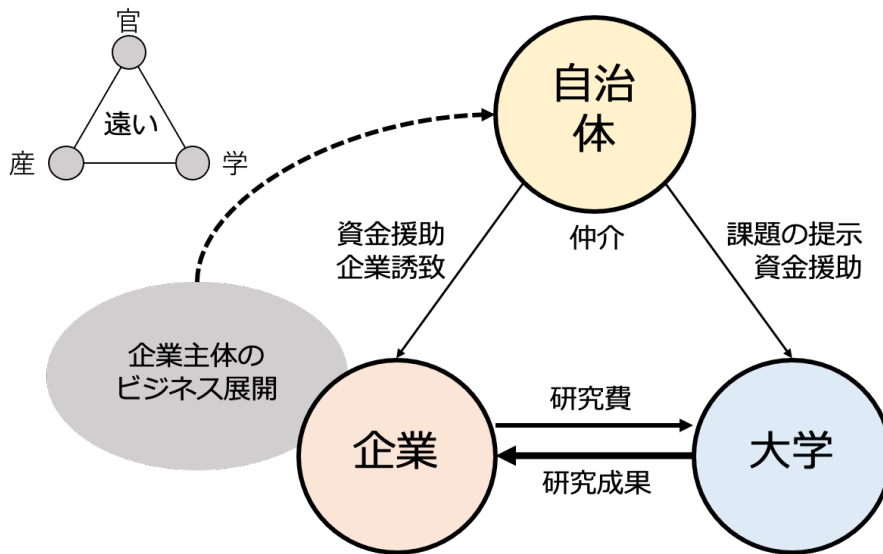 官
遠い
産
学
自治
体
仲介
資金援助
企業誘致
課題の提示
資金援助
企業主体の
ビジネス展開
企業
研究費
研究成果
大学